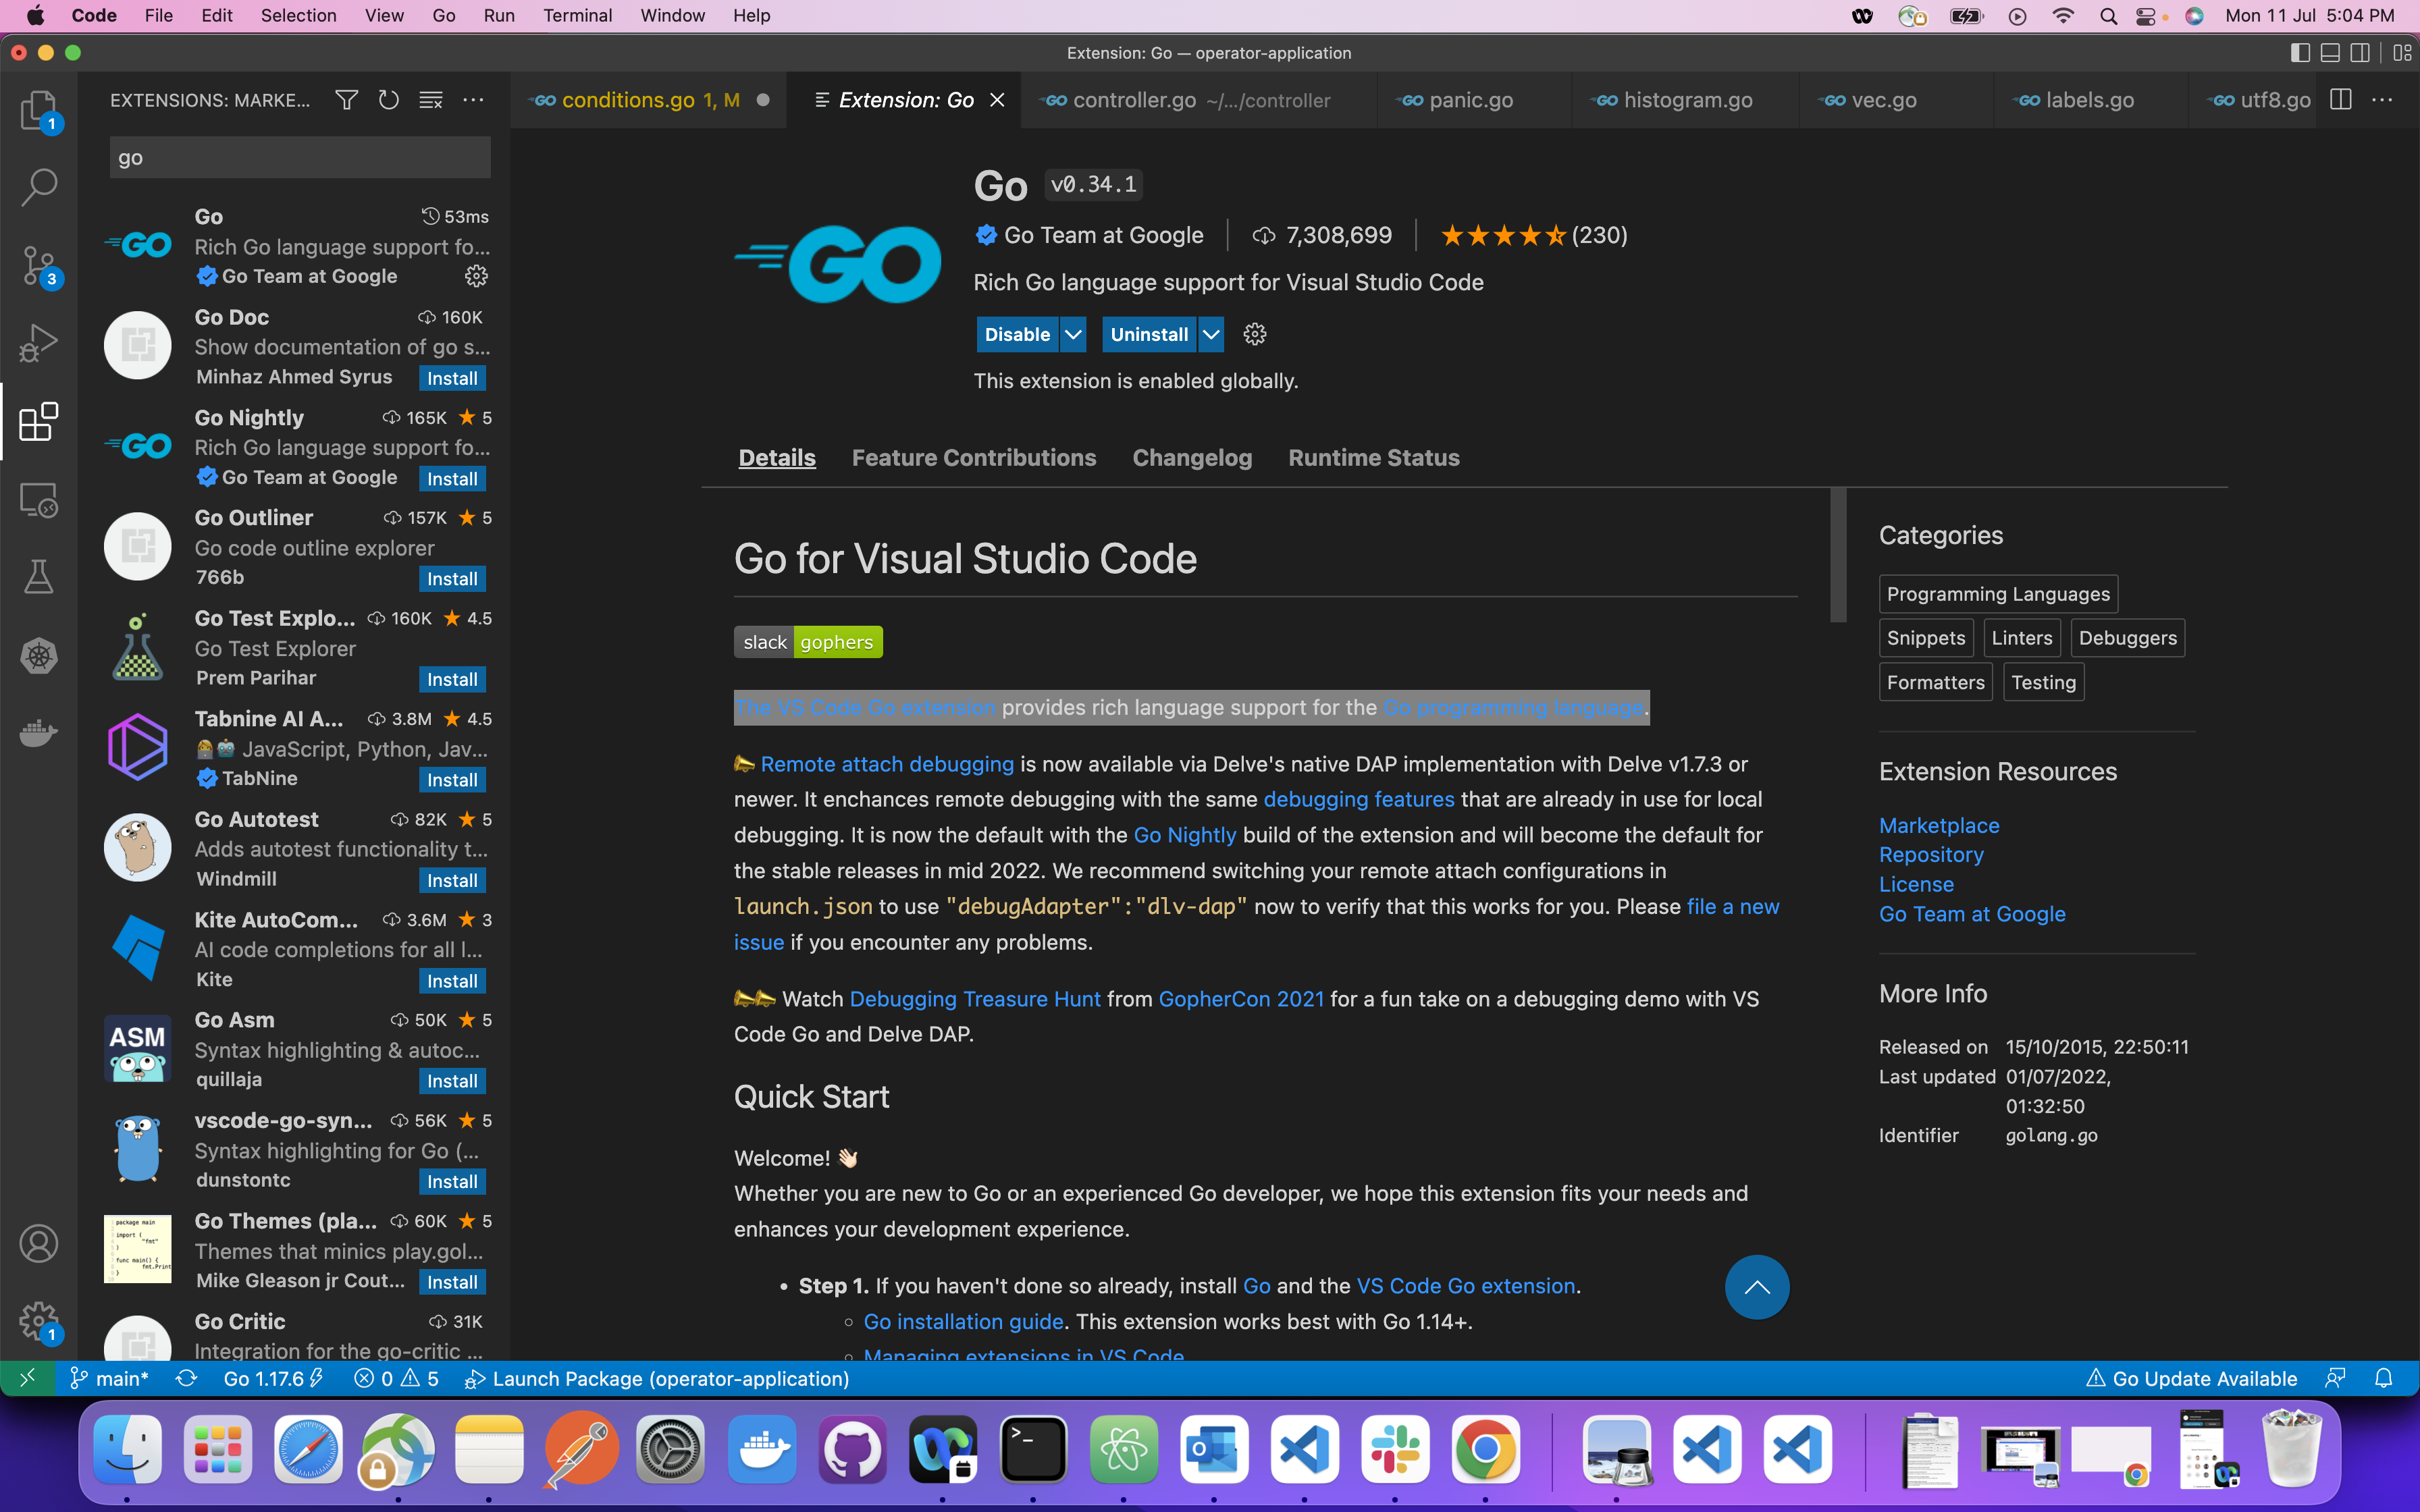 Code File Edit Selection View Go Run Terminal Window Help
Mon 11 Jul 5:04 PM
Extension: Go — operator-application
EXTENSIONS: MARKE...
conditions.go 1, M
Extension: Go
controller.go ~/.../controller
panic.go
histogram.go
vec.go
labels.go
utf8.go
1
3
1
go
Go 53ms
Rich Go language support fo...
Go Team at Google
Go Doc 160K
Show documentation of go s...
Minhaz Ahmed Syrus Install
Go Nightly 165K 5
Rich Go language support fo...
Go Team at Google Install
Go Outliner 157K 5
Go code outline explorer
766b Install
Go Test Explo... 160K 4.5
Go Test Explorer
Prem Parihar Install
Tabnine AI A... 3.8M 4.5
JavaScript, Python, Jav...
TabNine Install
Go Autotest 82K 5
Adds autotest functionality t...
Windmill Install
Kite AutoCom... 3.6M 3
AI code completions for all l...
Kite Install
ASM
Go Asm 50K 5
Syntax highlighting & autoc...
quillaja Install
vscode-go-syn... 56K 5
Syntax highlighting for Go (...
dunstontc Install
Go Themes (pla... 60K 5
Themes that minics play.gol...
Mike Gleason jr Cout... Install
Go Critic 31K
Integration for the go-critic ...
GO
Go v0.34.1
Go Team at Google 7,308,699 (230)
Rich Go language support for Visual Studio Code
Disable Uninstall
This extension is enabled globally.
Details Feature Contributions Changelog Runtime Status
Go for Visual Studio Code
slack gophers
The VS Code Go extension provides rich language support for the Go programming language.
Remote attach debugging is now available via Delve's native DAP implementation with Delve v1.7.3 or
newer. It enchances remote debugging with the same debugging features that are already in use for local
debugging. It is now the default with the Go Nightly build of the extension and will become the default for
the stable releases in mid 2022. We recommend switching your remote attach configurations in
launch.json to use "debugAdapter":"dlv-dap" now to verify that this works for you. Please file a new
issue if you encounter any problems.
Watch Debugging Treasure Hunt from GopherCon 2021 for a fun take on a debugging demo with VS
Code Go and Delve DAP.
Quick Start
Welcome!
Whether you are new to Go or an experienced Go developer, we hope this extension fits your needs and
enhances your development experience.
• Step 1. If you haven't done so already, install Go and the VS Code Go extension.
◦ Go installation guide. This extension works best with Go 1.14+.
◦ Managing extensions in VS Code
Categories
Programming Languages
Snippets Linters Debuggers
Formatters Testing
Extension Resources
Marketplace
Repository
License
Go Team at Google
More Info
Released on 15/10/2015, 22:50:11
Last updated 01/07/2022,
01:32:50
Identifier golang.go
main* Go 1.17.6 0 5 Launch Package (operator-application)
Go Update Available